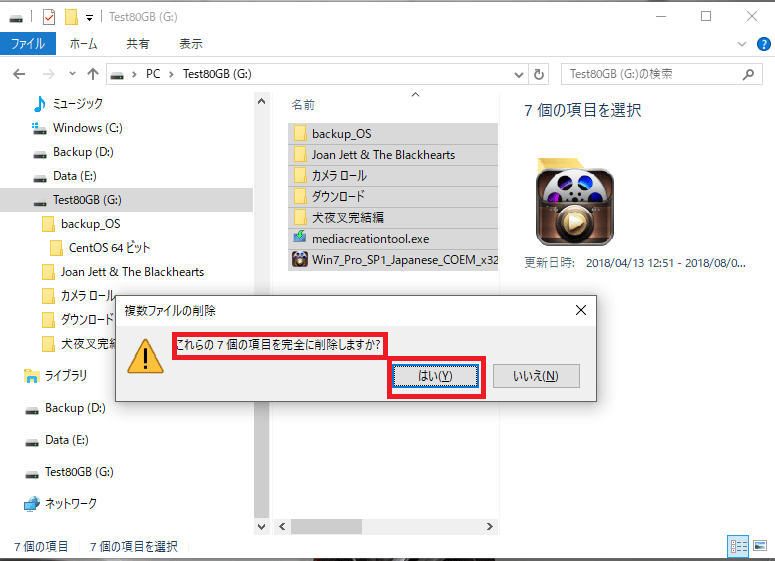 Test80GB (G:)
ファイル ホーム 共有 表示
PC Test80GB (G:) Test80GB (G:)の検索
ミュージック
Windows (C:)
Backup (D:)
Data (E:)
Test80GB (G:)
backup_OS
CentOS 64 ビット
Joan Jett & The Blackhearts
カメラ ロール
ダウンロード
犬夜叉完結
ライブラリ
Backup (D:)
Data (E:)
Test80GB (G:)
ネットワーク
名前
backup_OS
Joan Jett & The Blackhearts
カメラ ロール
ダウンロード
犬夜叉完結編
mediacreationtool.exe
Win7_Pro_SP1_Japanese_COEM_x32
7 個の項目を選択
更新日時: 2018/04/13 12:51 - 2018/08/0...
複数ファイルの削除
これらの 7 個の項目を完全に削除しますか?
はい(Y) いいえ(N)
7 個の項目 7 個の項目を選択